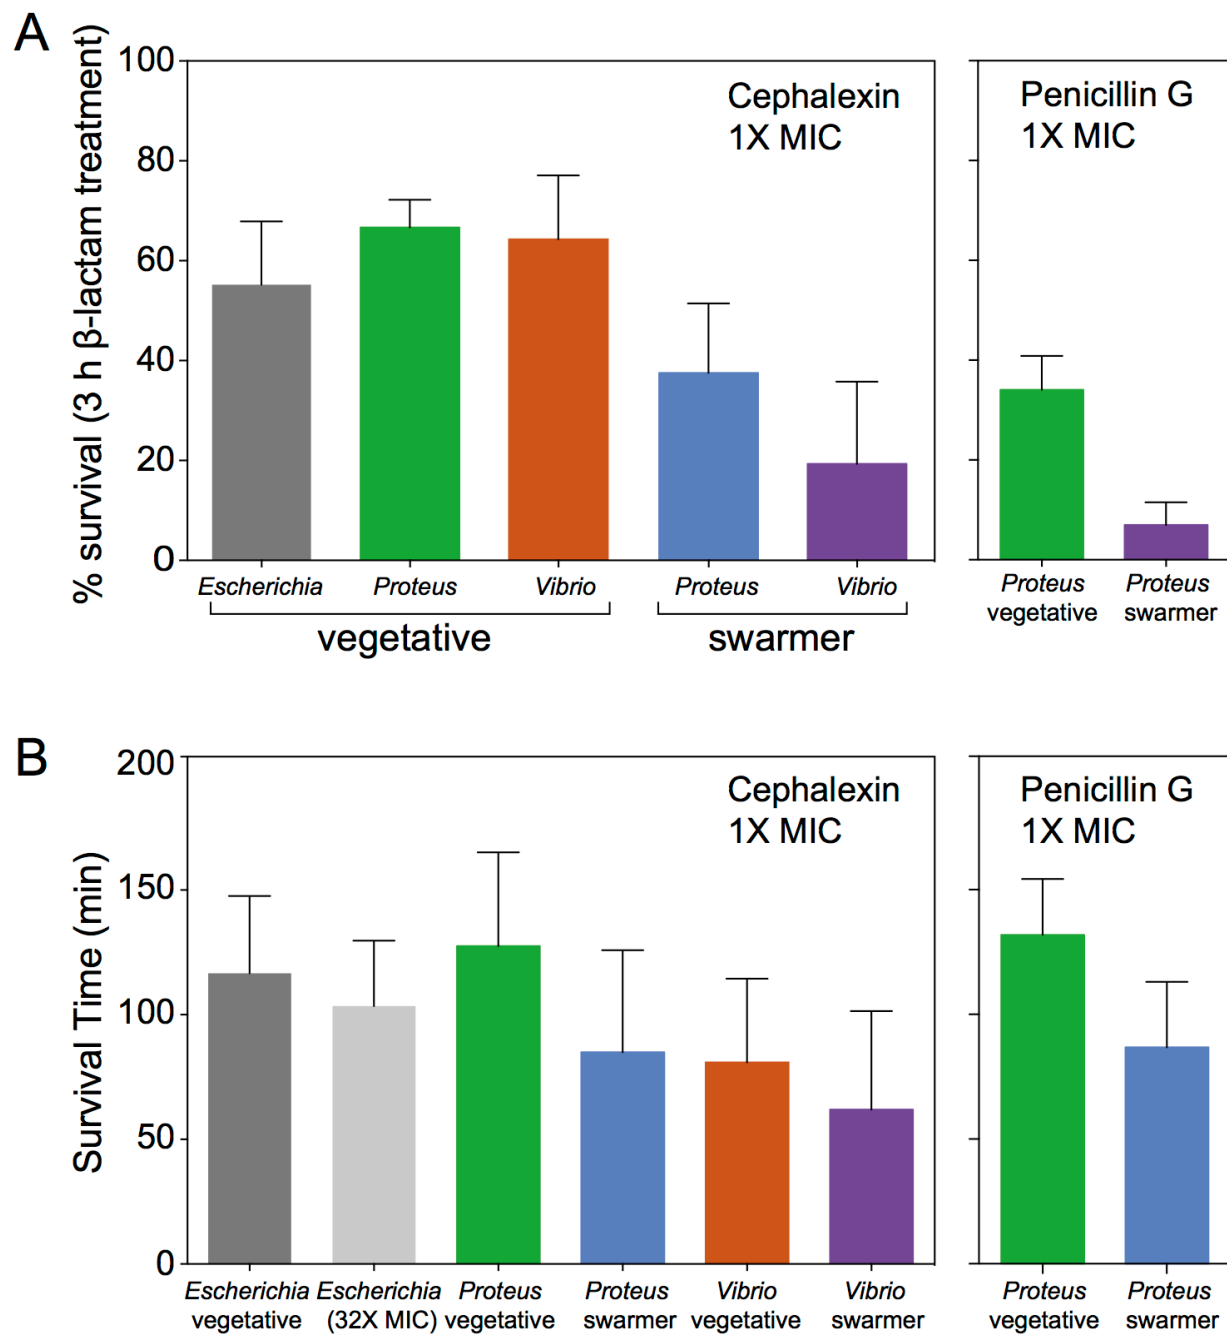 A
% survival (3 h β-lactam treatment)
100
80
60
40
20
0
Cephalexin
1X MIC
Escherichia
Proteus
Vibrio
Proteus
Vibrio
vegetative
swarmer
Penicillin G
1X MIC
Proteus
vegetative
Proteus
swarmer
B
Survival Time (min)
200
150
100
50
0
Cephalexin
1X MIC
Escherichia
vegetative
Escherichia
(32X MIC)
Proteus
vegetative
Proteus
swarmer
Vibrio
vegetative
Vibrio
swarmer
Penicillin G
1X MIC
Proteus
vegetative
Proteus
swarmer